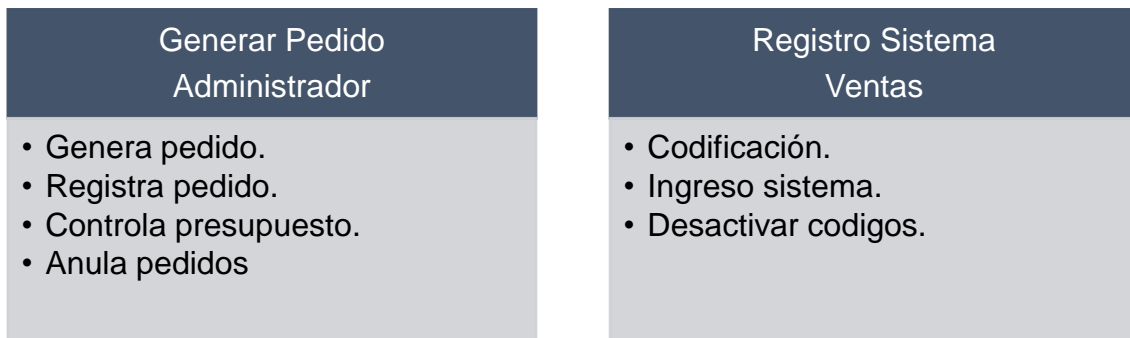 Generar Pedido
Administrador
• Genera pedido.
• Registra pedido.
• Controla presupuesto.
• Anula pedidos
Registro Sistema
Ventas
• Codificación.
• Ingreso sistema.
• Desactivar codigos.